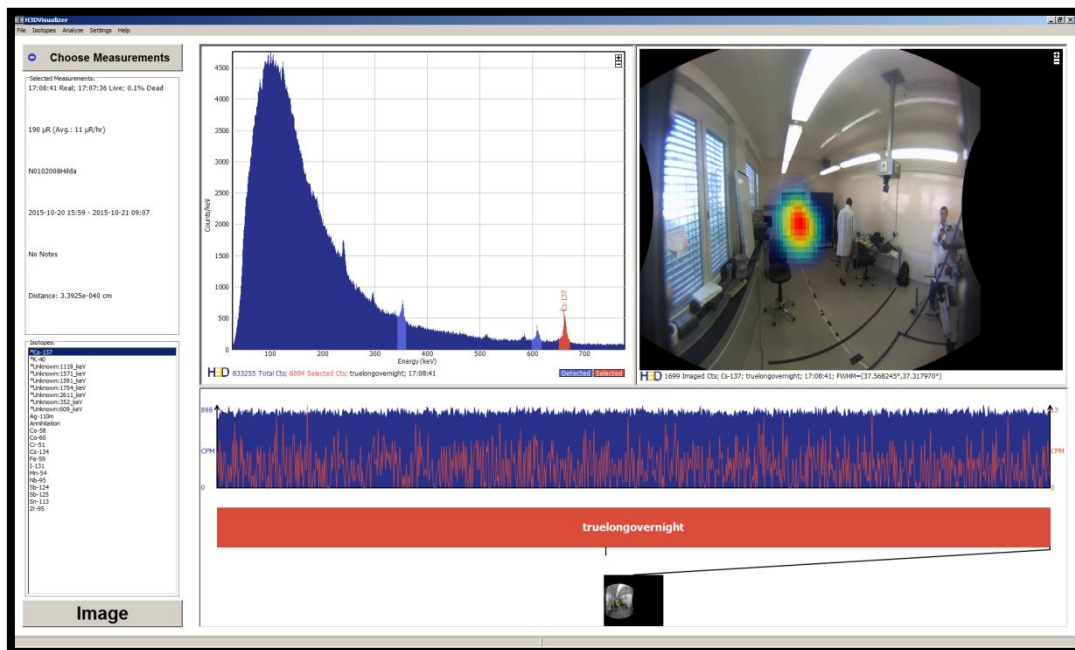 H3DVisualizer
File Isotopes Analyze Settings Help
Choose Measurements
Selected Measurements:
17:08:41 Real; 17:07:36 Live; 0.1% Dead
190 µR (Avg.: 11 µR/hr)
N0102008Hilda
2015-10-20 15:59 - 2015-10-21 09:07
No Notes
Distance: 3.3925e-040 cm
Isotopes:
*Cs-137
*K-40
*Unknown:1119_keV
*Unknown:1571_keV
*Unknown:1591_keV
*Unknown:1754_keV
*Unknown:2611_keV
*Unknown:352_keV
*Unknown:609_keV
Ag-110m
Annihilation
Co-58
Co-60
Cr-51
Cs-134
Fe-59
I-131
Mn-54
Nb-95
Sb-124
Sb-125
Sn-113
Zr-95
Image
Counts/keV
4500
4000
3500
3000
2500
2000
1500
1000
500
0
Cs-137
100 200 300 400 500 600 700
Energy (keV)
H3D 833255 Total Cts; 6084 Selected Cts; truelongovernight; 17:08:41
Detected Selected
H3D 1699 Imaged Cts; Cs-137; truelongovernight; 17:08:41; FWHM=(37.568245°,37.317970°)
898
CPM
0
13
CPM
0
truelongovernight